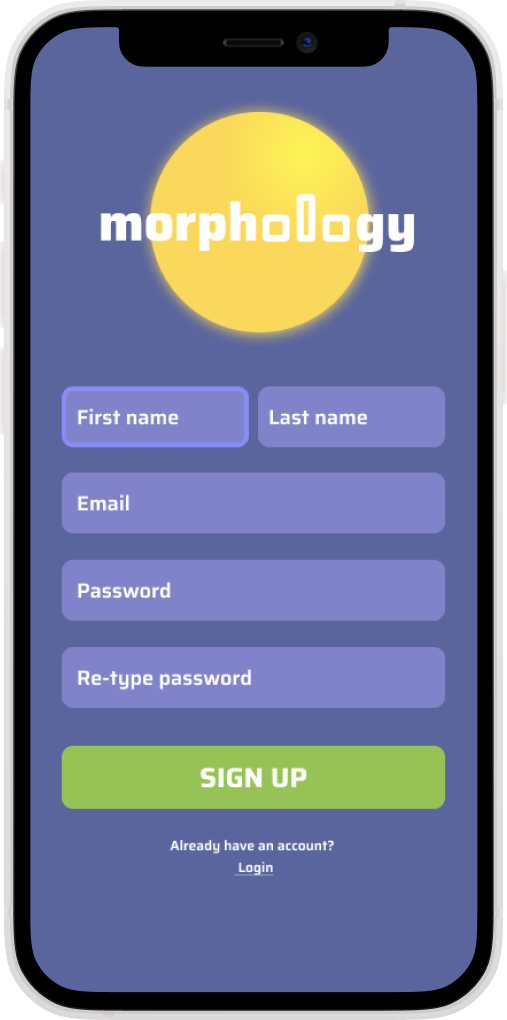 morphology
First name
Last name
Email
Password
Re-type password
SIGN UP
Already have an account?
Login